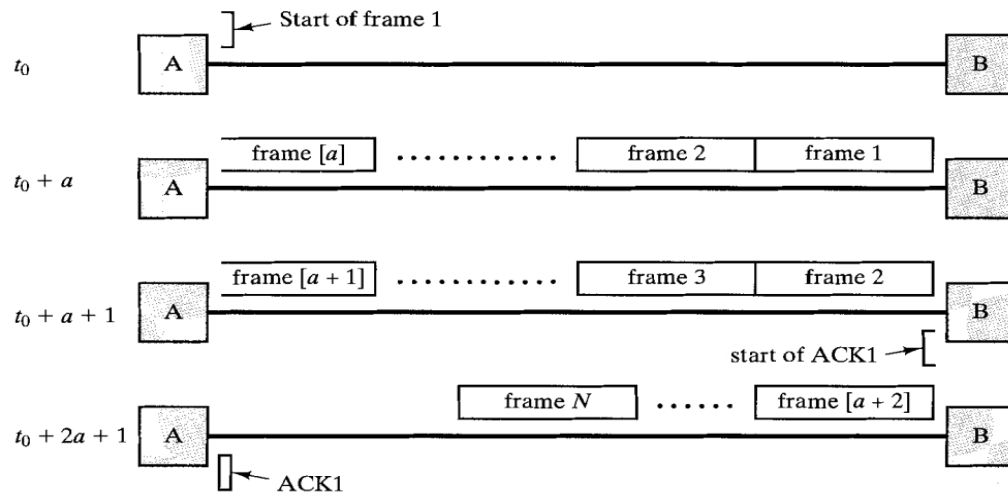 Start of frame 1
t₀ A B
frame [a] ············· frame 2 frame 1
t₀ + a A B
frame [a + 1] ············· frame 3 frame 2
t₀ + a + 1 A B
start of ACK1
frame N ······ frame [a + 2]
t₀ + 2a + 1 A B
ACK1